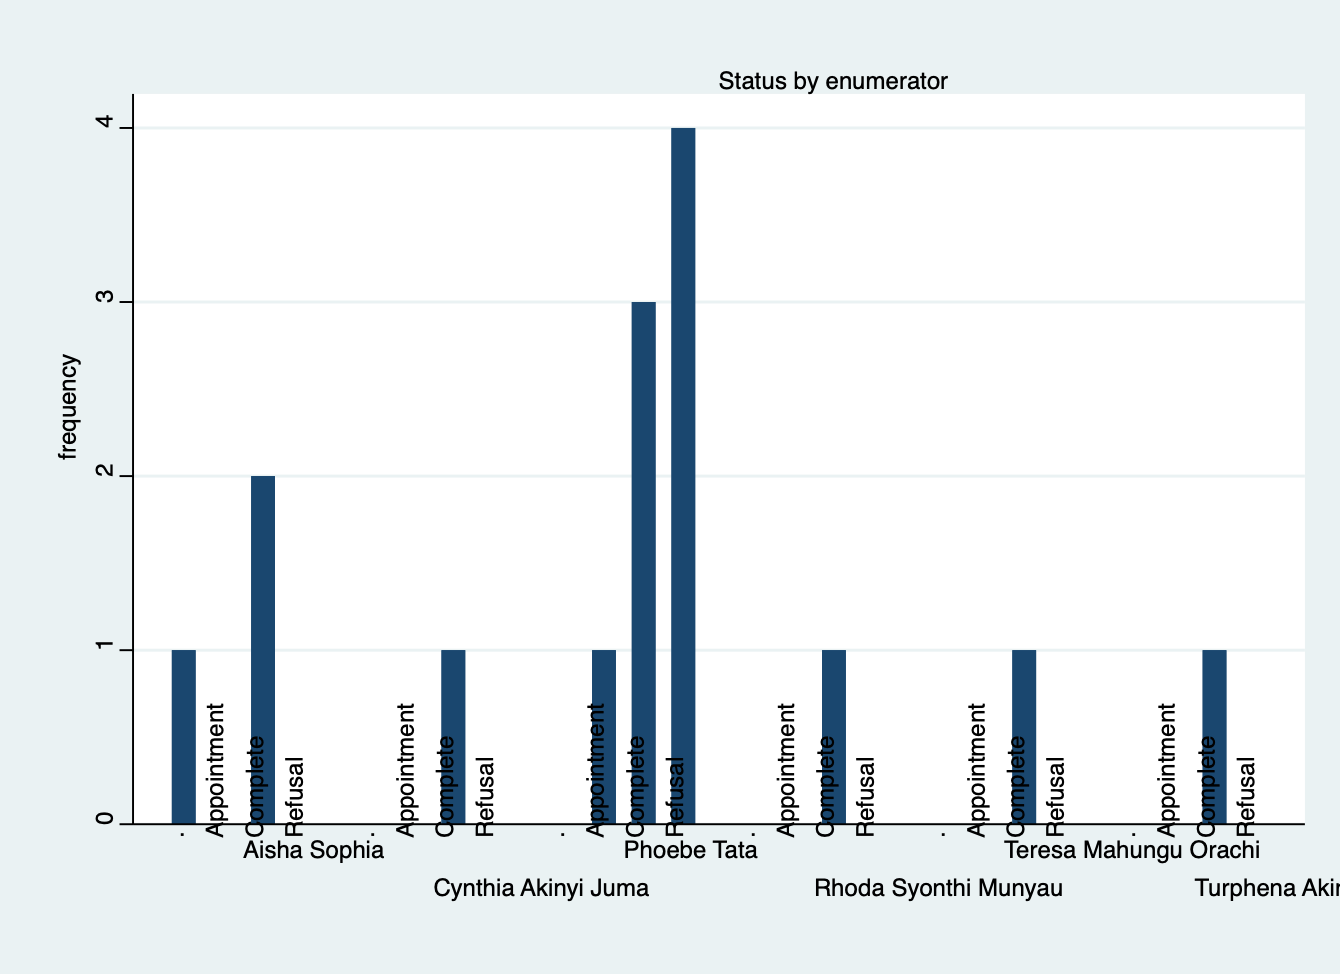 Status by enumerator
frequency
4
3
2
1
0
. Appointment Complete Refusal . Appointment Complete Refusal . Appointment Complete Refusal . Appointment Complete Refusal . Appointment Complete Refusal . Appointment Complete Refusal
Aisha Sophia Phoebe Tata Teresa Mahungu Orachi
Cynthia Akinyi Juma Rhoda Syonthi Munyau Turphena